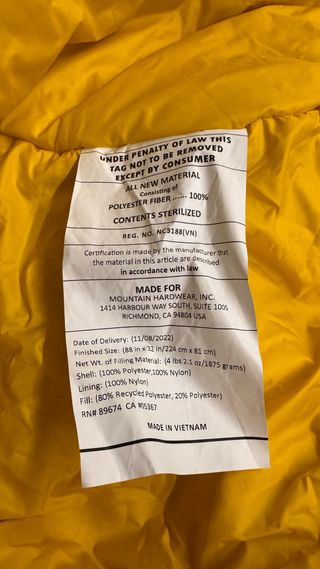 UNDER PENALTY OF LAW THIS
TAG NOT TO BE REMOVED
EXCEPT BY CONSUMER
ALL NEW MATERIAL
Consisting of
POLYESTER FIBER ...... 100%
CONTENTS STERILIZED
REG. NO. NC3188(VN)
Certification is made by the manufacturer that
the material in this article are described
in accordance with law
MADE FOR
MOUNTAIN HARDWEAR, INC.
1414 HARBOUR WAY SOUTH, SUITE 1005
RICHMOND, CA 94804 USA
Date of Delivery: (11/08/2022)
Finished Size: (88 in x 32 in/224 cm x 81 cm)
Net Wt. of Filling Material: (4 lbs 2.1 oz/1875 grams)
Shell: (100% Polyester,100% Nylon)
Lining: (100% Nylon)
Fill: (80% Recycled Polyester, 20% Polyester)
RN# 89674 CA #05367
MADE IN VIETNAM